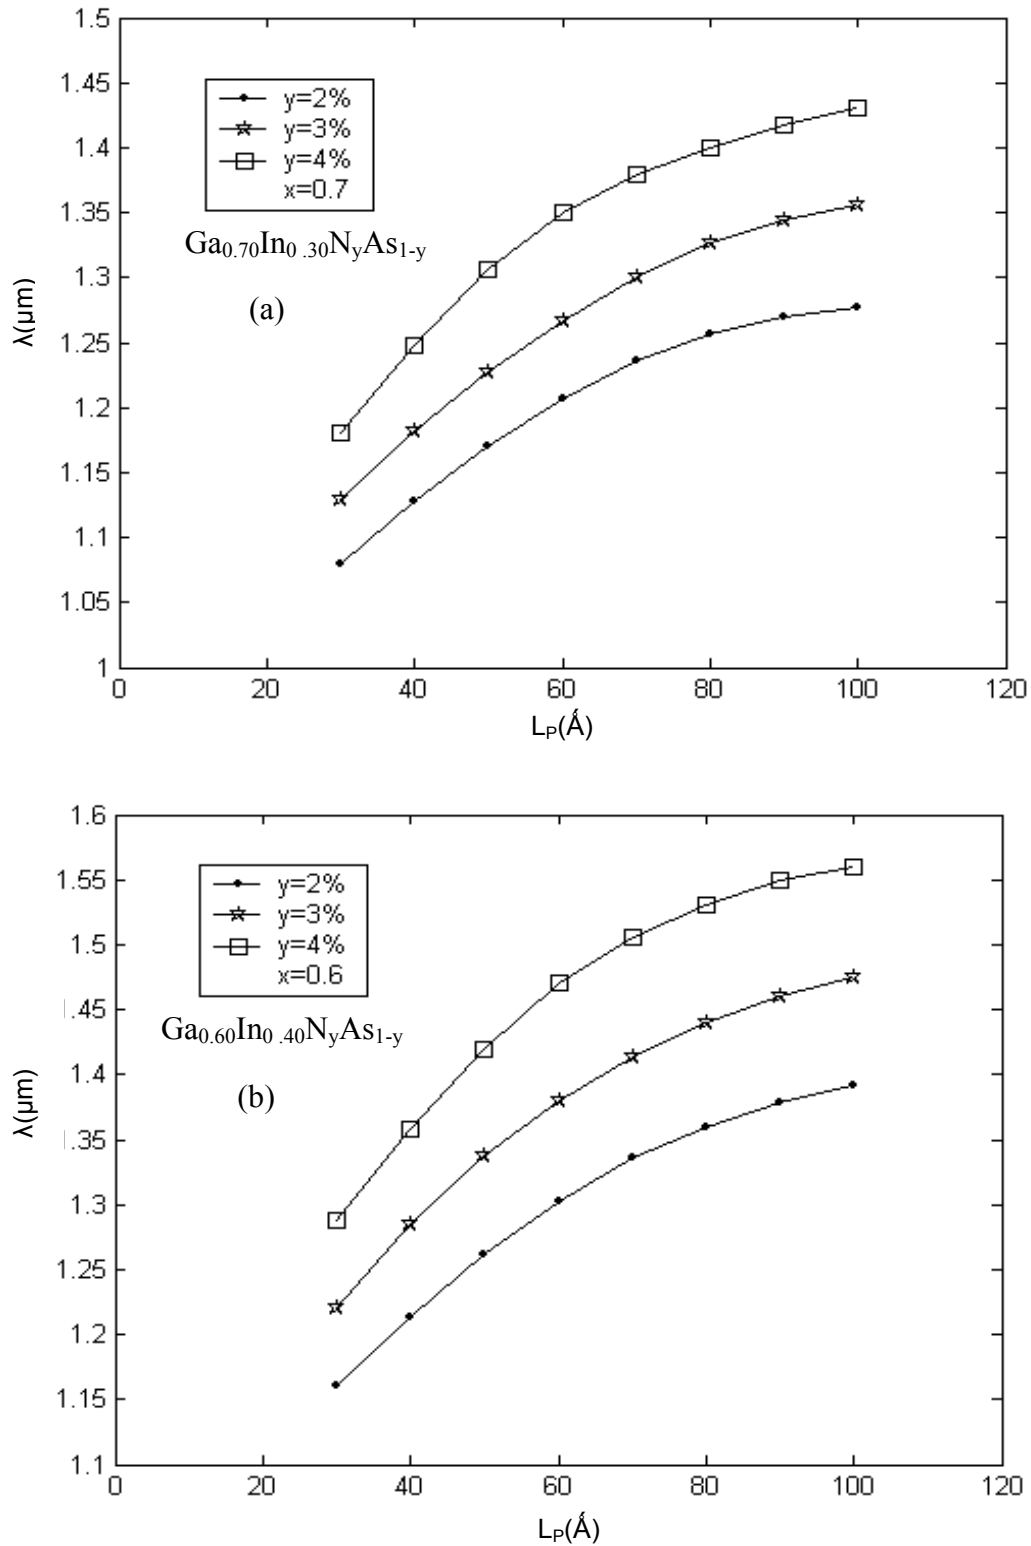 1.5
1.45
1.4
1.35
1.3
1.25
1.2
1.15
1.1
1.05
1
λ(µm)
y=2%
y=3%
y=4%
x=0.7
Ga0.70In0 .30NyAs1-y
(a)
0 20 40 60 80 100 120
LP(Ǻ)
1.6
1.55
1.5
.45
1.4
.35
1.3
1.25
1.2
1.15
1.1
λ(µm)
y=2%
y=3%
y=4%
x=0.6
Ga0.60In0 .40NyAs1-y
(b)
0 20 40 60 80 100 120
LP(Ǻ)